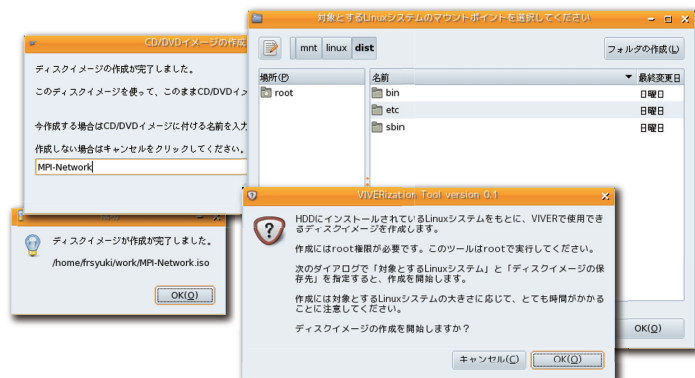 対象とするLinuxシステムのマウントポイントを選択してください
mnt linux dist
フォルダの作成(L)
場所(P)
root
名前
最終変更日
bin
日曜日
etc
日曜日
sbin
日曜日
OK(O)
CD/DVDイメージの作成
ディスクイメージの作成が完了しました。
このディスクイメージを使って、このままCD/DVDイ
今作成する場合はCD/DVDイメージに付ける名前を入力
作成しない場合はキャンセルをクリックしてください。
MPI-Network
ディスクイメージが作成が完了しました。
/home/frsyuki/work/MPI-Network.iso
OK(O)
VIVERization Tool version 0.1
HDDにインストールされているLinuxシステムをもとに、VIVERで使用でき
るディスクイメージを作成します。
作成にはroot権限が必要です。このツールはrootで実行してください。
次のダイアログで「対象とするLinuxシステム」と「ディスクイメージの保
存先」を指定すると、作成を開始します。
作成には対象とするLinuxシステムの大きさに応じて、とても時間がかかる
ことに注意してください。
ディスクイメージの作成を開始しますか？
キャンセル(C)
OK(O)